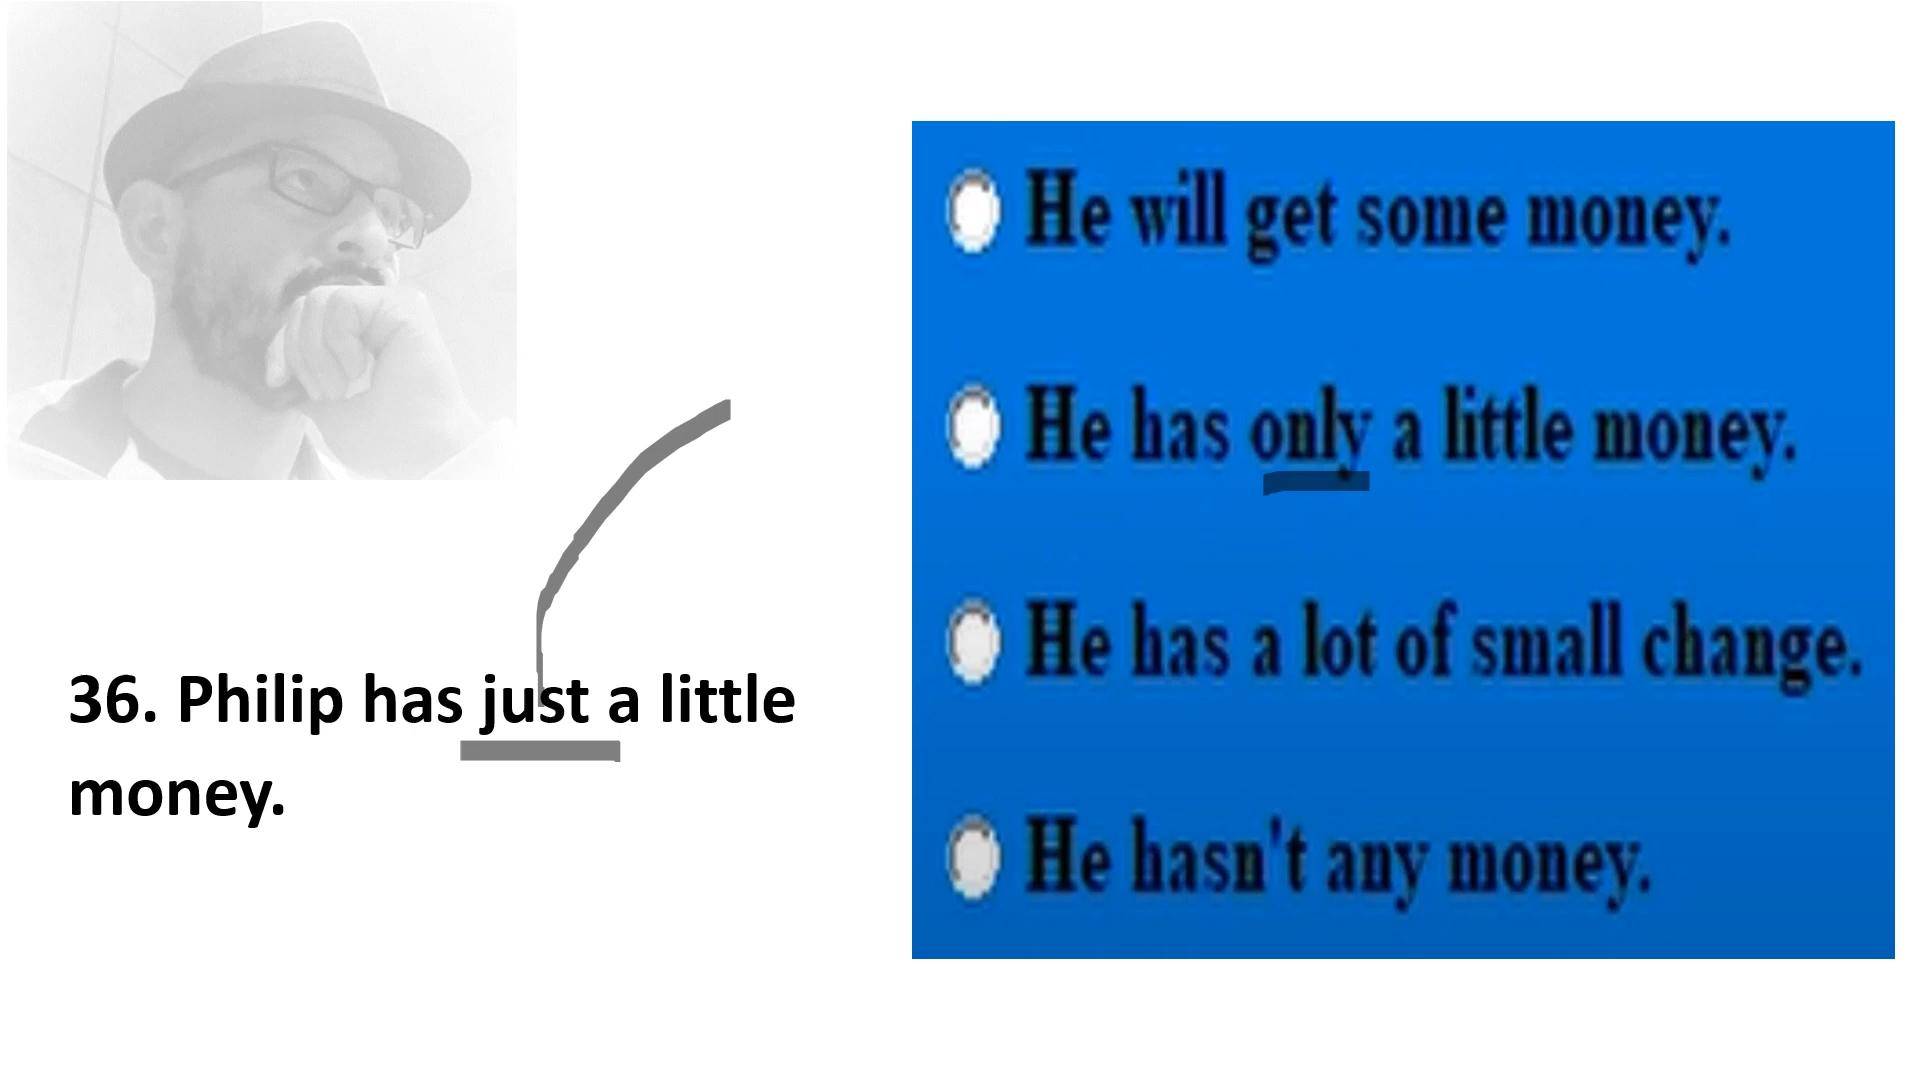 36. Philip has just a little
money.
He will get some money.
He has only a little money.
He has a lot of small change.
He hasn't any money.